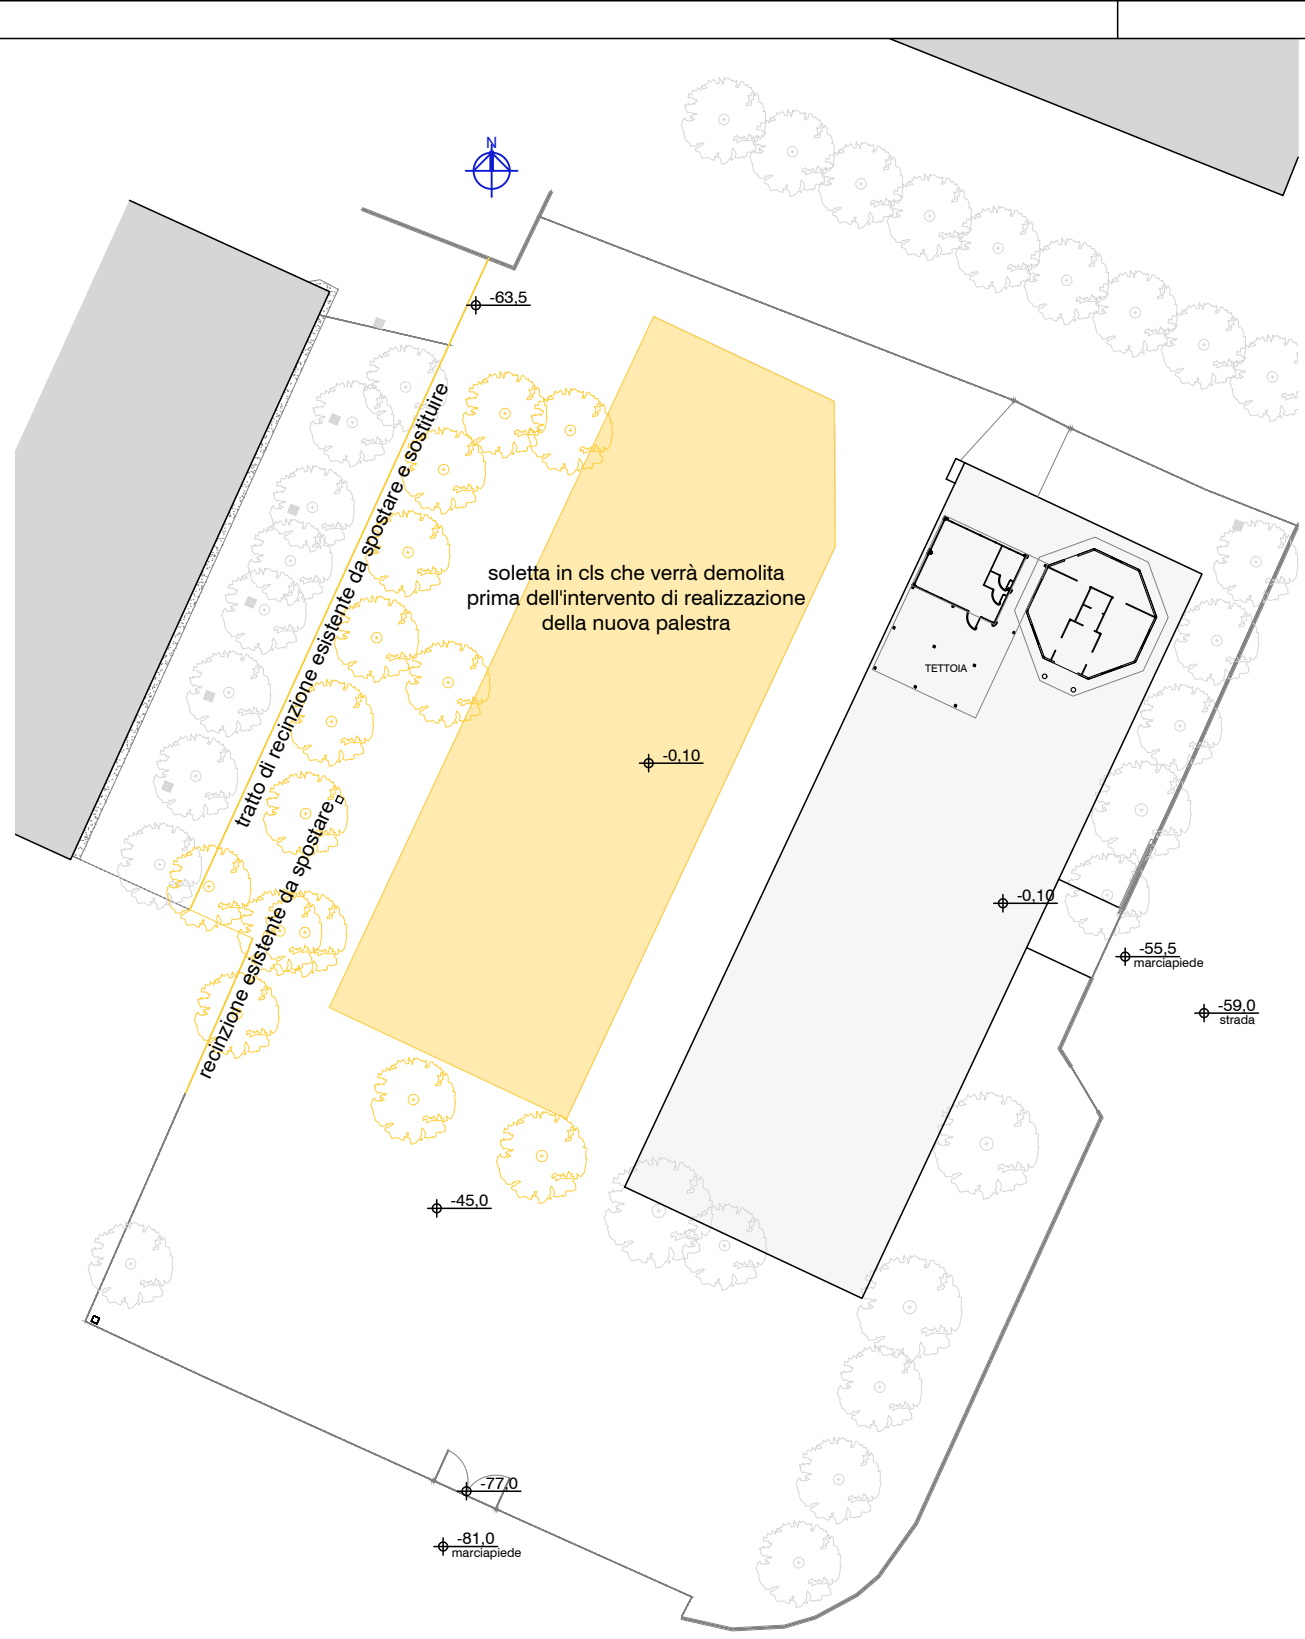 N
-63,5
tratto di recinzione esistente da spostare e sostituire
soletta in cls che verrà demolita
prima dell'intervento di realizzazione
della nuova palestra
TETTOIA
-0,10
recinzione esistente da spostare
-0,10
-55,5
marciapiede
-59,0
strada
-45,0
-77,0
-81,0
marciapiede